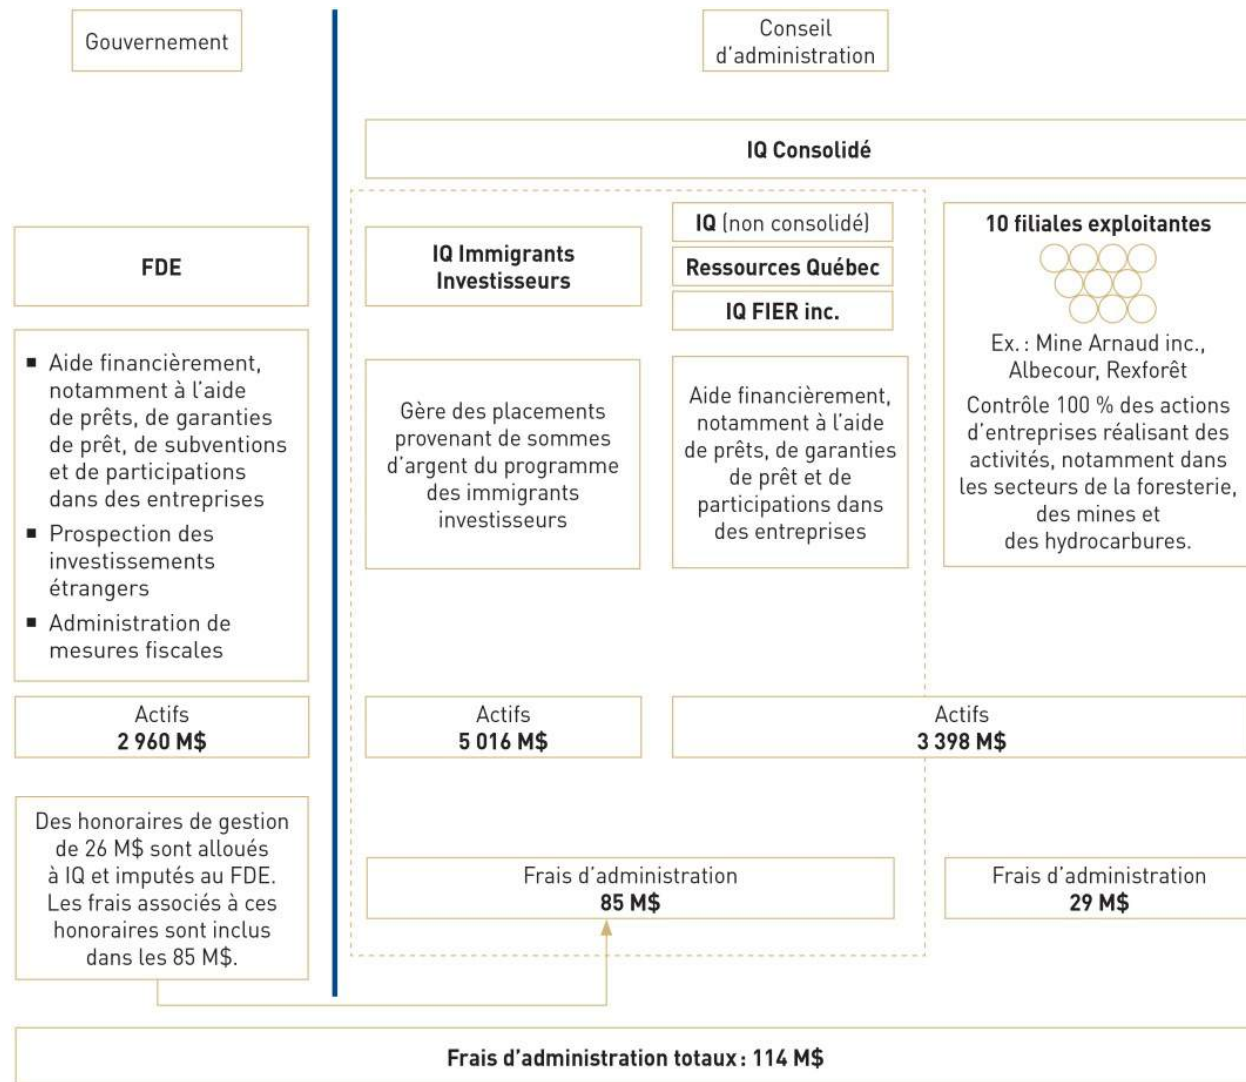 Gouvernement
Conseil
d'administration
IQ Consolidé
FDE
IQ Immigrants
Investisseurs
IQ (non consolidé)
Ressources Québec
IQ FIER inc.
10 filiales exploitantes
Ex. : Mine Arnaud inc.,
Albecour, Rexforêt
Contrôle 100 % des actions
d'entreprises réalisant des
activités, notamment dans
les secteurs de la foresterie,
des mines et
des hydrocarbures.
▪ Aide financièrement,
notamment à l'aide
de prêts, de garanties
de prêt, de subventions
et de participations
dans des entreprises
▪ Prospection des
investissements
étrangers
▪ Administration de
mesures fiscales
Gère des placements
provenant de sommes
d'argent du programme
des immigrants
investisseurs
Aide financièrement,
notamment à l'aide
de prêts, de garanties
de prêt et de
participations dans
des entreprises
Actifs
2 960 M$
Actifs
5 016 M$
Actifs
3 398 M$
Des honoraires de gestion
de 26 M$ sont alloués
à IQ et imputés au FDE.
Les frais associés à ces
honoraires sont inclus
dans les 85 M$.
Frais d'administration
85 M$
Frais d'administration
29 M$
Frais d'administration totaux : 114 M$